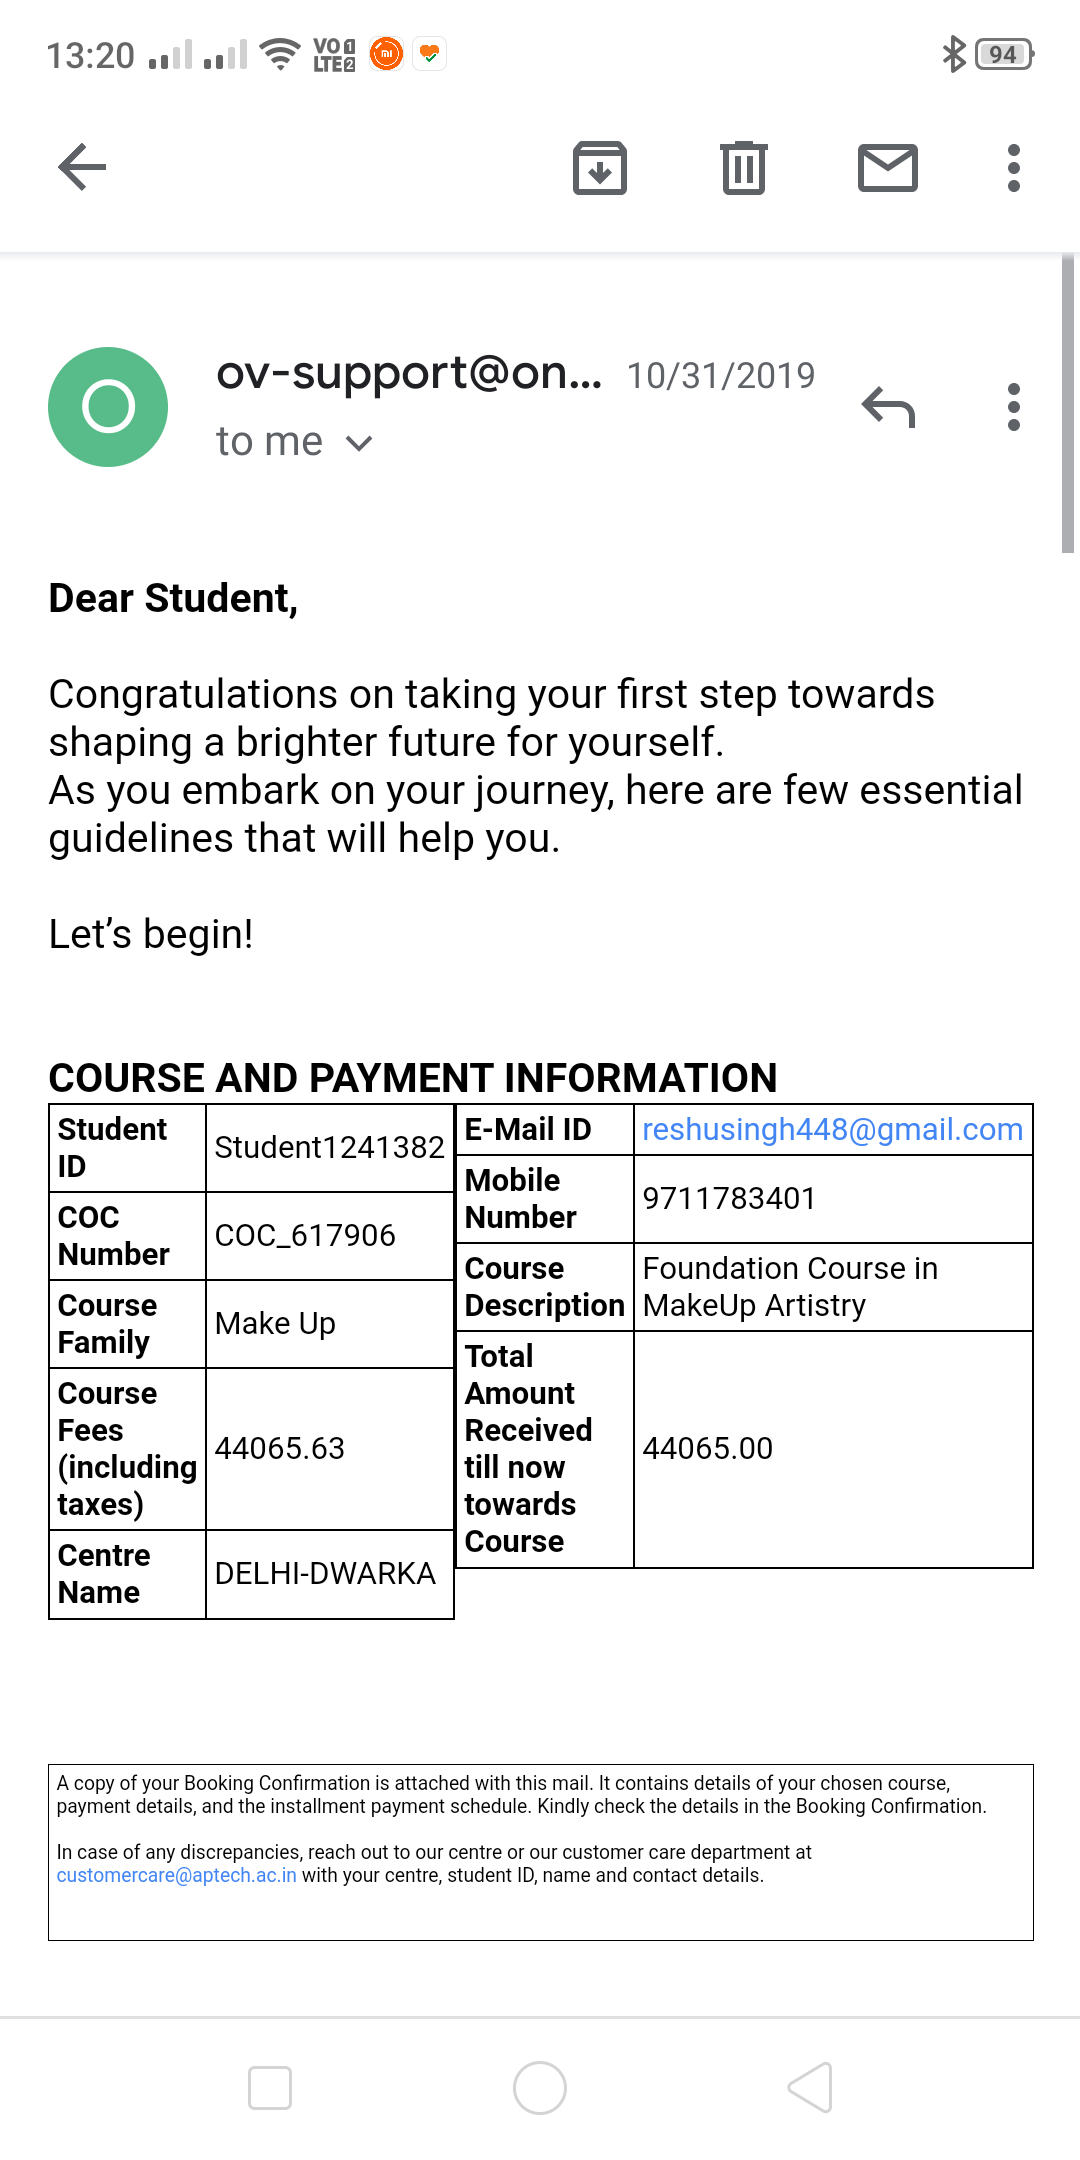 13:20 VO 1 LTE 2 mi 94
ov-support@on... 10/31/2019
O
to me
Dear Student,
Congratulations on taking your first step towards
shaping a brighter future for yourself.
As you embark on your journey, here are few essential
guidelines that will help you.
Let's begin!
COURSE AND PAYMENT INFORMATION
Student
ID
Student1241382
COC
Number
COC_617906
Course
Family
Make Up
Course
Fees
(including
taxes)
44065.63
Centre
Name
DELHI-DWARKA
E-Mail ID
reshusingh448@gmail.com
Mobile
Number
9711783401
Course
Description
Foundation Course in
MakeUp Artistry
Total
Amount
Received
till now
towards
Course
44065.00
A copy of your Booking Confirmation is attached with this mail. It contains details of your chosen course,
payment details, and the installment payment schedule. Kindly check the details in the Booking Confirmation.
In case of any discrepancies, reach out to our centre or our customer care department at
customercare@aptech.ac.in with your centre, student ID, name and contact details.